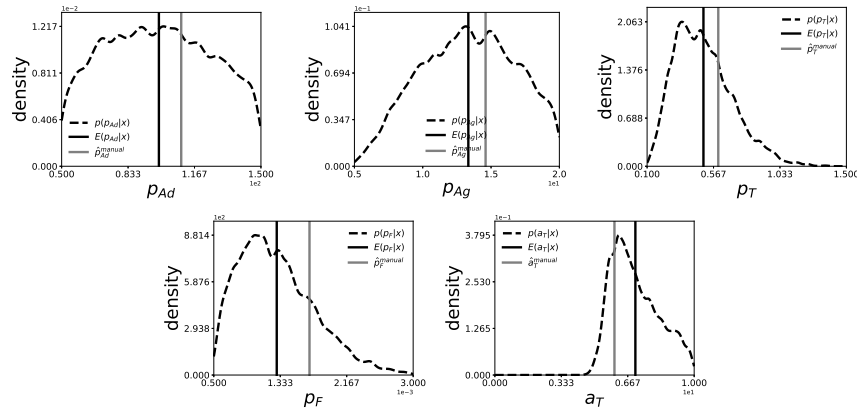 1e−2
1.217
0.811
0.406
0.000
density
p(p_Ad|x)
E(p_Ad|x)
p̂_Ad^manual
0.500 0.833 1.167 1.500
1e2
p_Ad
1e−1
1.041
0.694
0.347
0.000
density
p(p_Ag|x)
E(p_Ag|x)
p̂_Ag^manual
0.5 1.0 1.5 2.0
1e1
p_Ag
2.063
1.376
0.688
0.000
density
p(p_T|x)
E(p_T|x)
p̂_T^manual
0.100 0.567 1.033 1.500
p_T
1e2
8.814
5.876
2.938
0.000
density
p(p_F|x)
E(p_F|x)
p̂_F^manual
0.500 1.333 2.167 3.000
1e−3
p_F
1e−1
3.795
2.530
1.265
0.000
density
p(a_T|x)
E(a_T|x)
â_T^manual
0.000 0.333 0.667 1.000
1e1
a_T